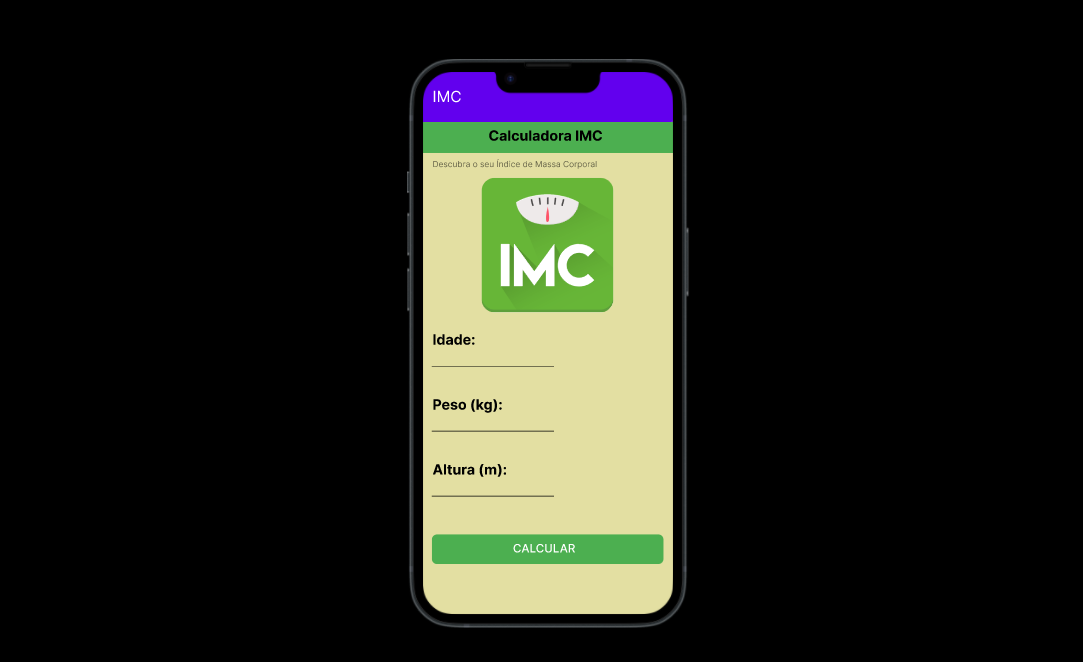 IMC
Calculadora IMC
Descubra o seu Índice de Massa Corporal
IMC
Idade:
Peso (kg):
Altura (m):
CALCULAR